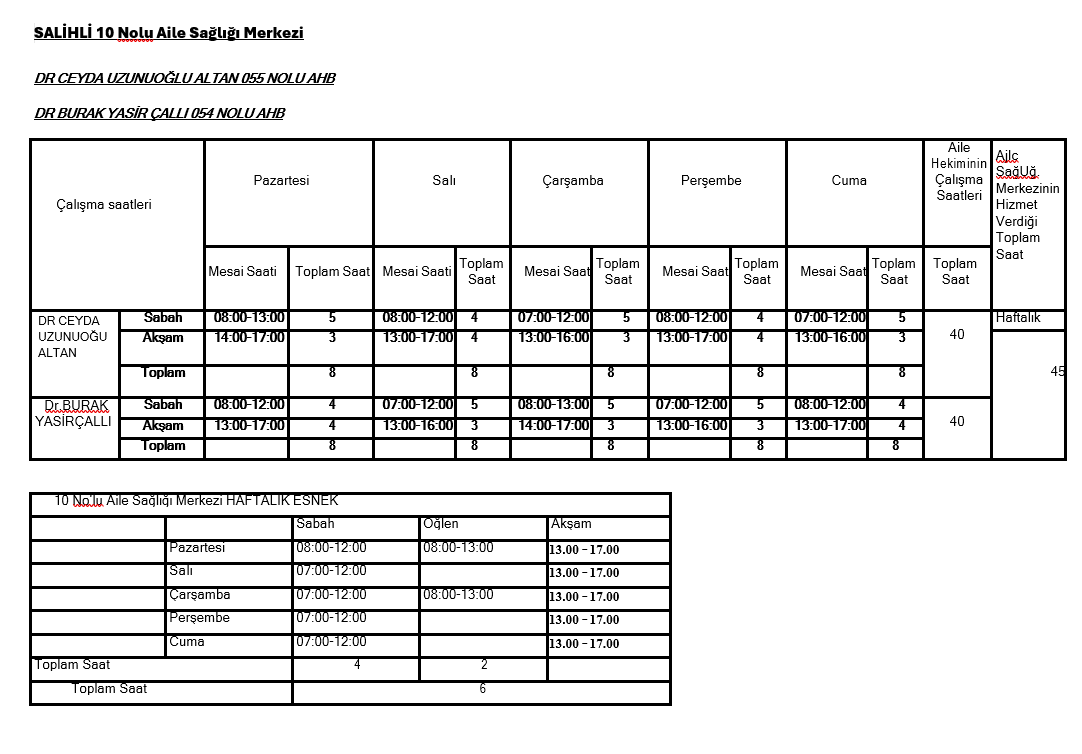 SALİHLİ 10 Nolu Aile Sağlığı Merkezi
DR CEYDA UZUNUOĞLU ALTAN 055 NOLU AHB
DR BURAK YASİR ÇALLI 054 NOLU AHB
Çalışma saatleri Pazartesi Salı Çarşamba Perşembe Cuma Aile Hekiminin Çalışma Saatleri Ailc SağUğ. Merkezinin Hizmet Verdiği Toplam Saat
Mesai Saati Toplam Saat Mesai Saati Toplam Saat Mesai Saat Toplam Saat Mesai Saat Toplam Saat Mesai Saat Toplam Saat Toplam Saat
DR CEYDA UZUNUOĞU ALTAN Sabah 08:00-13:00 5 08:00-12:00 4 07:00-12:00 5 08:00-12:00 4 07:00-12:00 5 40 Haftalık
Akşam 14:00-17:00 3 13:00-17:00 4 13:00-16:00 3 13:00-17:00 4 13:00-16:00 3
Toplam 8 8 8 8 8 45
Dr BURAK YASİRÇALLI Sabah 08:00-12:00 4 07:00-12:00 5 08:00-13:00 5 07:00-12:00 5 08:00-12:00 4 40
Akşam 13:00-17:00 4 13:00-16:00 3 14:00-17:00 3 13:00-16:00 3 13:00-17:00 4
Toplam 8 8 8 8 8
10 No'lu Aile Sağlığı Merkezi HAFTALIK ESNEK
Sabah Oğlen Akşam
Pazartesi 08:00-12:00 08:00-13:00 13.00 – 17.00
Salı 07:00-12:00 13.00 – 17.00
Çarşamba 07:00-12:00 08:00-13:00 13.00 – 17.00
Perşembe 07:00-12:00 13.00 – 17.00
Cuma 07:00-12:00 13.00 – 17.00
Toplam Saat 4 2
Toplam Saat 6